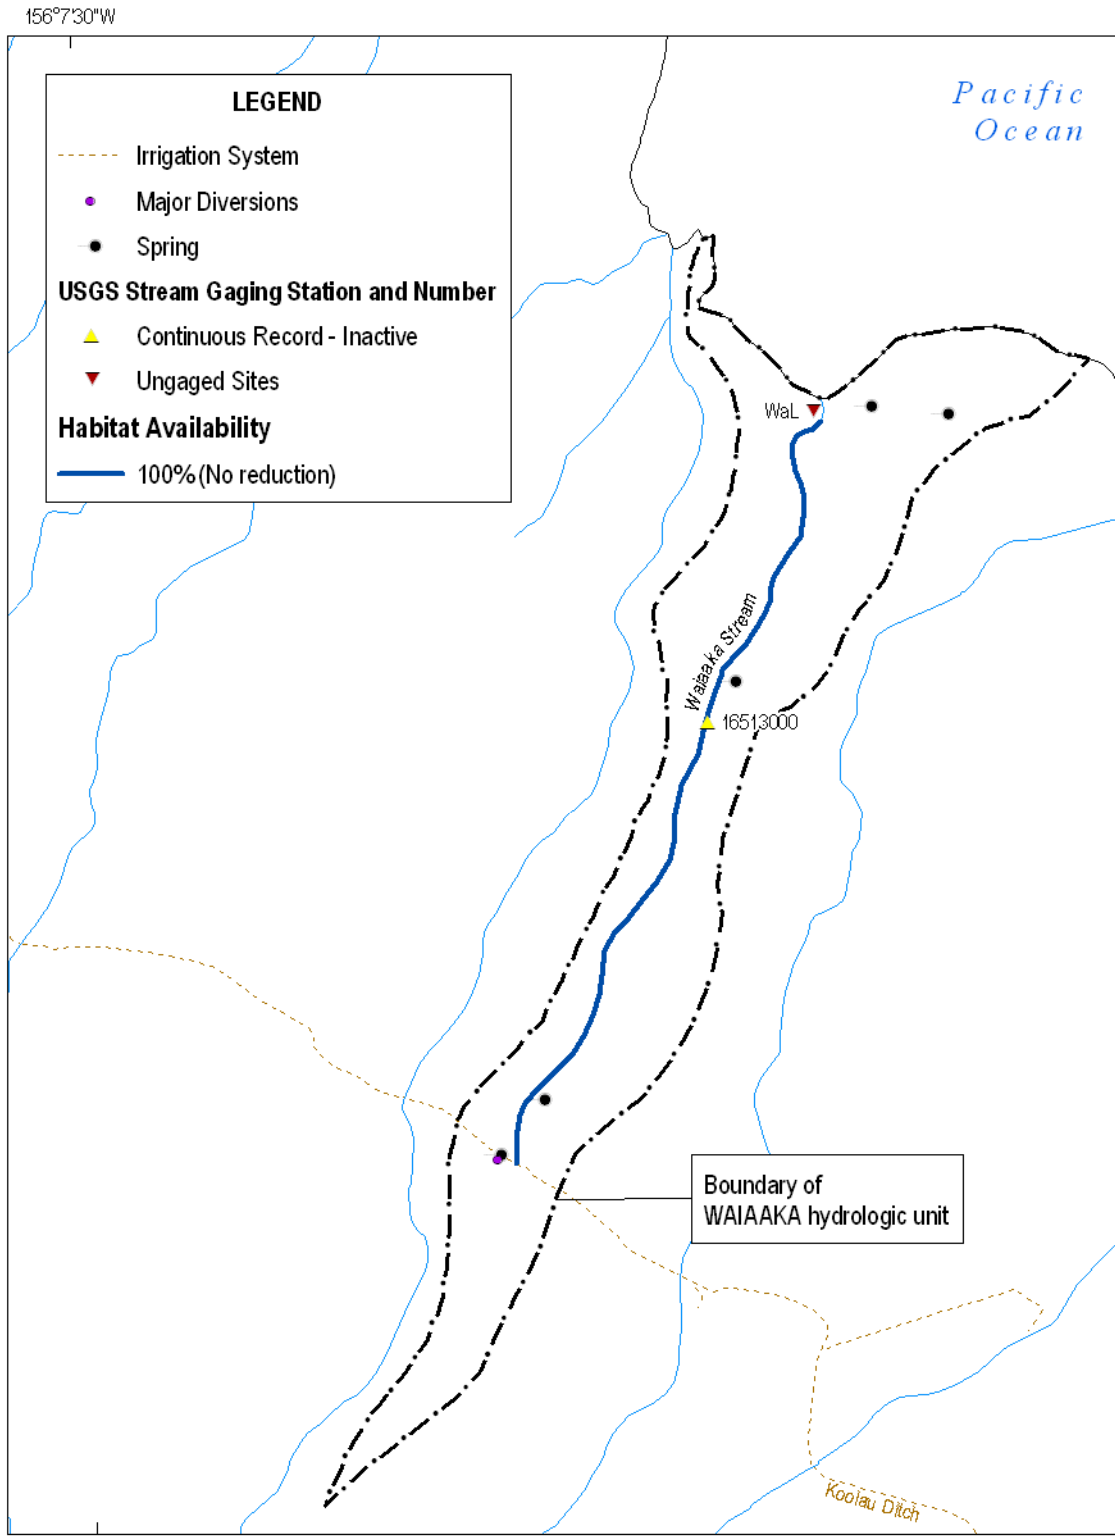 156°7'30"W
Pacific
Ocean
LEGEND
Irrigation System
Major Diversions
Spring
USGS Stream Gaging Station and Number
Continuous Record - Inactive
Ungaged Sites
Habitat Availability
100% (No reduction)
WaL
Waiaaka Stream
16513000
Boundary of
WAIAAKA hydrologic unit
Koolau Ditch